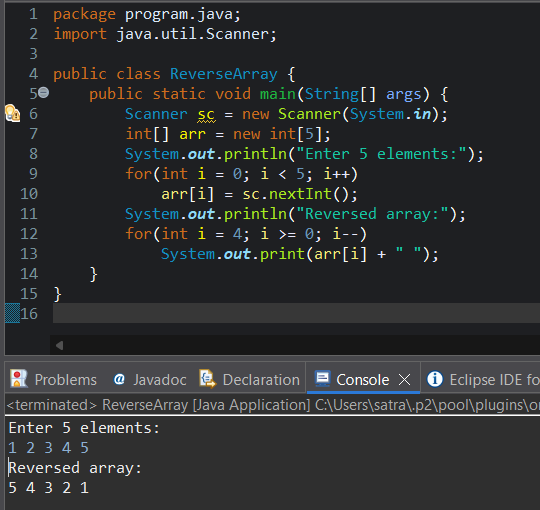 1 package program.java;
2 import java.util.Scanner;
3
4 public class ReverseArray {
5 public static void main(String[] args) {
6 Scanner sc = new Scanner(System.in);
7 int[] arr = new int[5];
8 System.out.println("Enter 5 elements:");
9 for(int i = 0; i < 5; i++)
10 arr[i] = sc.nextInt();
11 System.out.println("Reversed array:");
12 for(int i = 4; i >= 0; i--)
13 System.out.print(arr[i] + " ");
14 }
15 }
16
Problems @ Javadoc Declaration Console Eclipse IDE fo
<terminated> ReverseArray [Java Application] C:\Users\satra\.p2\pool\plugins\o
Enter 5 elements:
1 2 3 4 5
Reversed array:
5 4 3 2 1